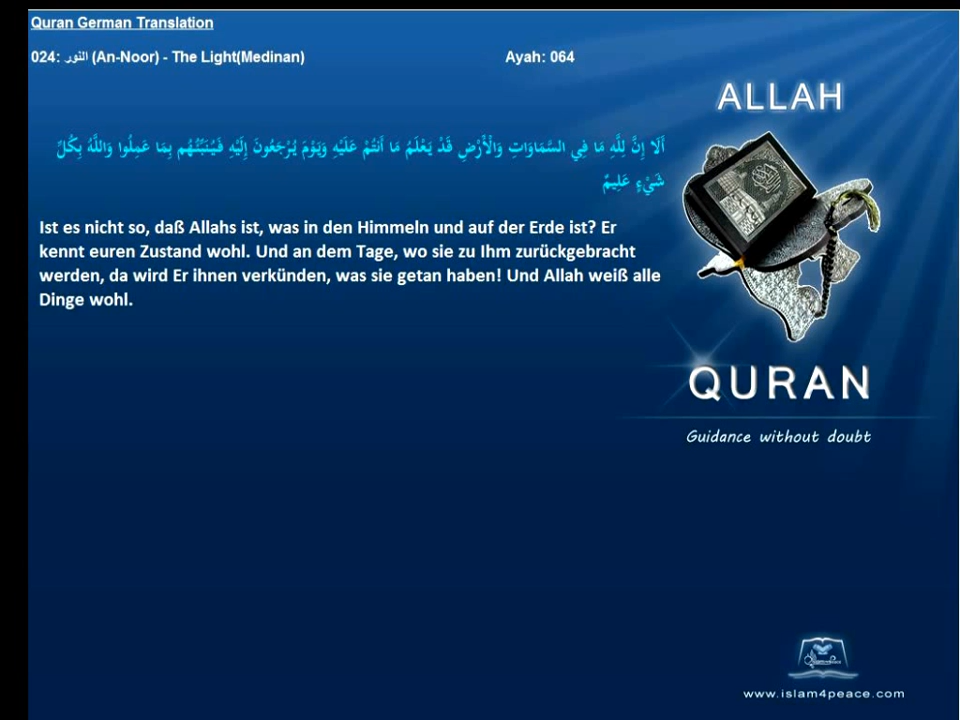 Quran German Translation
024: النور (An-Noor) - The Light(Medinan) Ayah: 064
ALLAH
أَلَا إِنَّ لِلَّهِ مَا فِي السَّمَاوَاتِ وَالْأَرْضِ قَدْ يَعْلَمُ مَا أَنتُمْ عَلَيْهِ وَيَوْمَ يُرْجَعُونَ إِلَيْهِ فَيُنَبِّئُهُم بِمَا عَمِلُوا وَاللَّهُ بِكُلِّ
شَيْءٍ عَلِيمٌ
Ist es nicht so, daß Allahs ist, was in den Himmeln und auf der Erde ist? Er
kennt euren Zustand wohl. Und an dem Tage, wo sie zu Ihm zurückgebracht
werden, da wird Er ihnen verkünden, was sie getan haben! Und Allah weiß alle
Dinge wohl.
QURAN
Guidance without doubt
www.islam4peace.com